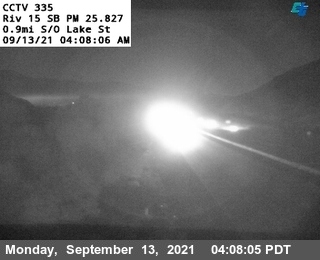 CCTV 335
Riv 15 SB PM 25.827
0.9mi S/O Lake St
09/13/21 04:08:06 AM
Monday, September 13, 2021 04:08:05 PDT